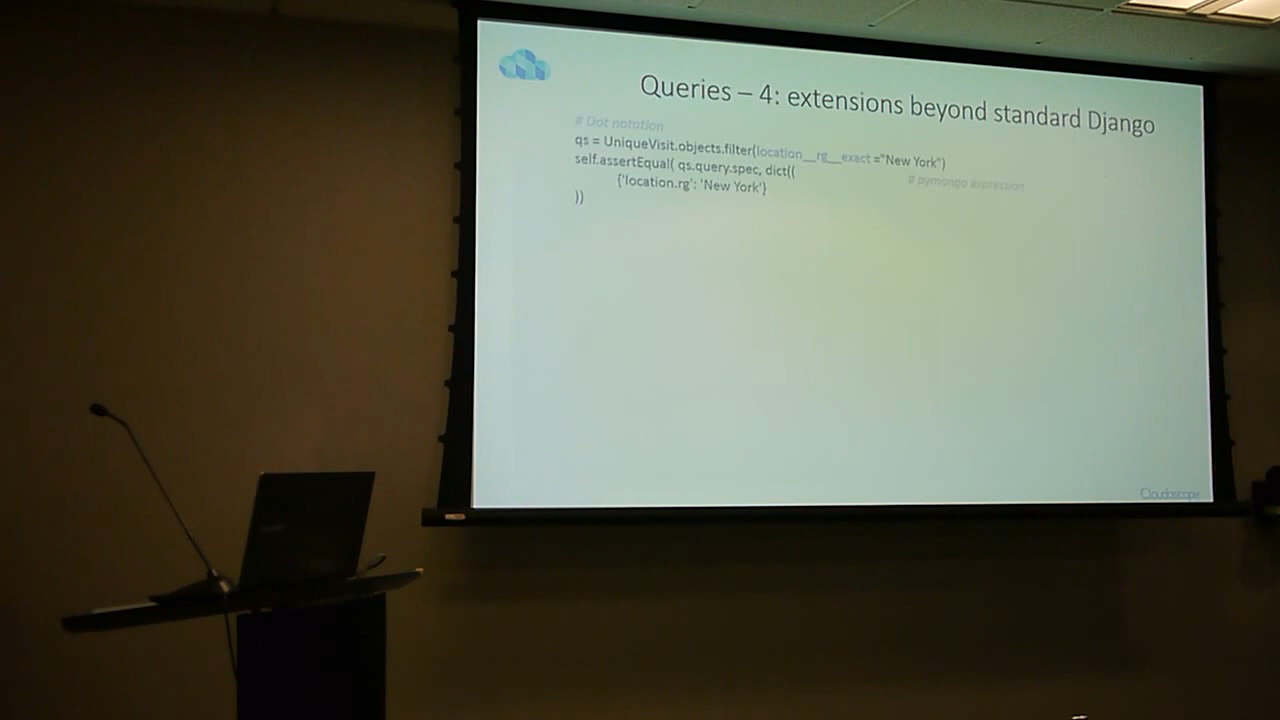 Queries – 4: extensions beyond standard Django
# Dot notation
qs = UniqueVisit.objects.filter(location__rg__exact ="New York")
self.assertEqual( qs.query.spec, dict((
# pymongo expression
{'location.rg': 'New York'}
))
Cloudoscope